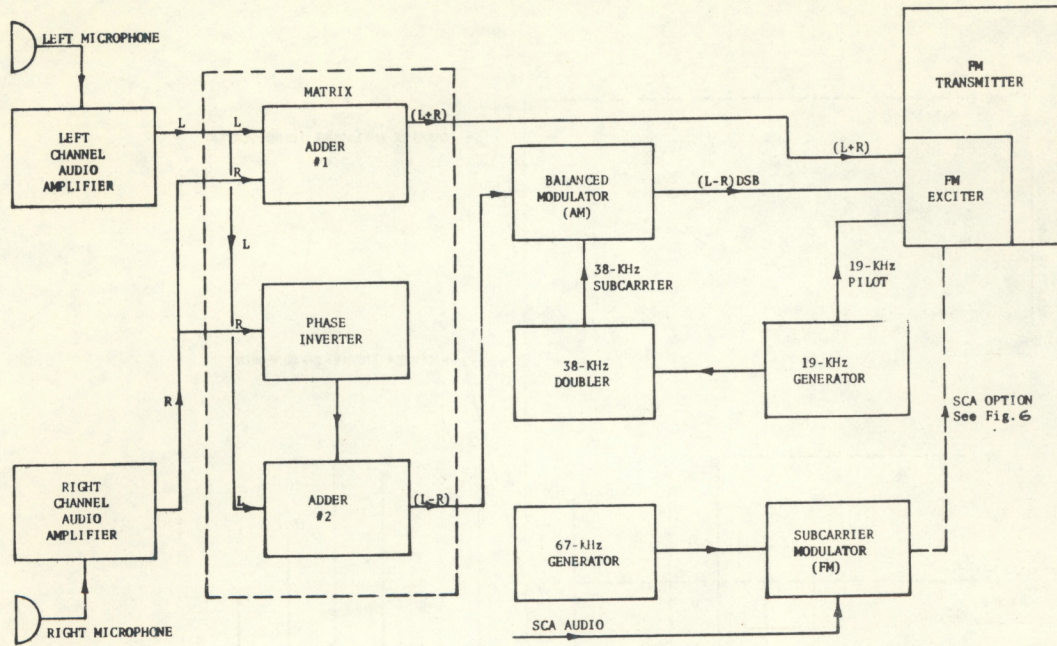 LEFT MICROPHONE
LEFT
CHANNEL
AUDIO
AMPLIFIER
L
MATRIX
L
R
ADDER
#1
(L+R)
L
R
PHASE
INVERTER
R
RIGHT
CHANNEL
AUDIO
AMPLIFIER
RIGHT MICROPHONE
L
ADDER
#2
(L-R)
BALANCED
MODULATOR
(AM)
(L-R)DSB
(L+R)
FM
TRANSMITTER
FM
EXCITER
38-KHz
SUBCARRIER
19-KHz
PILOT
38-KHz
DOUBLER
19-KHz
GENERATOR
SCA OPTION
See Fig.6
67-KHz
GENERATOR
SUBCARRIER
MODULATOR
(FM)
SCA AUDIO